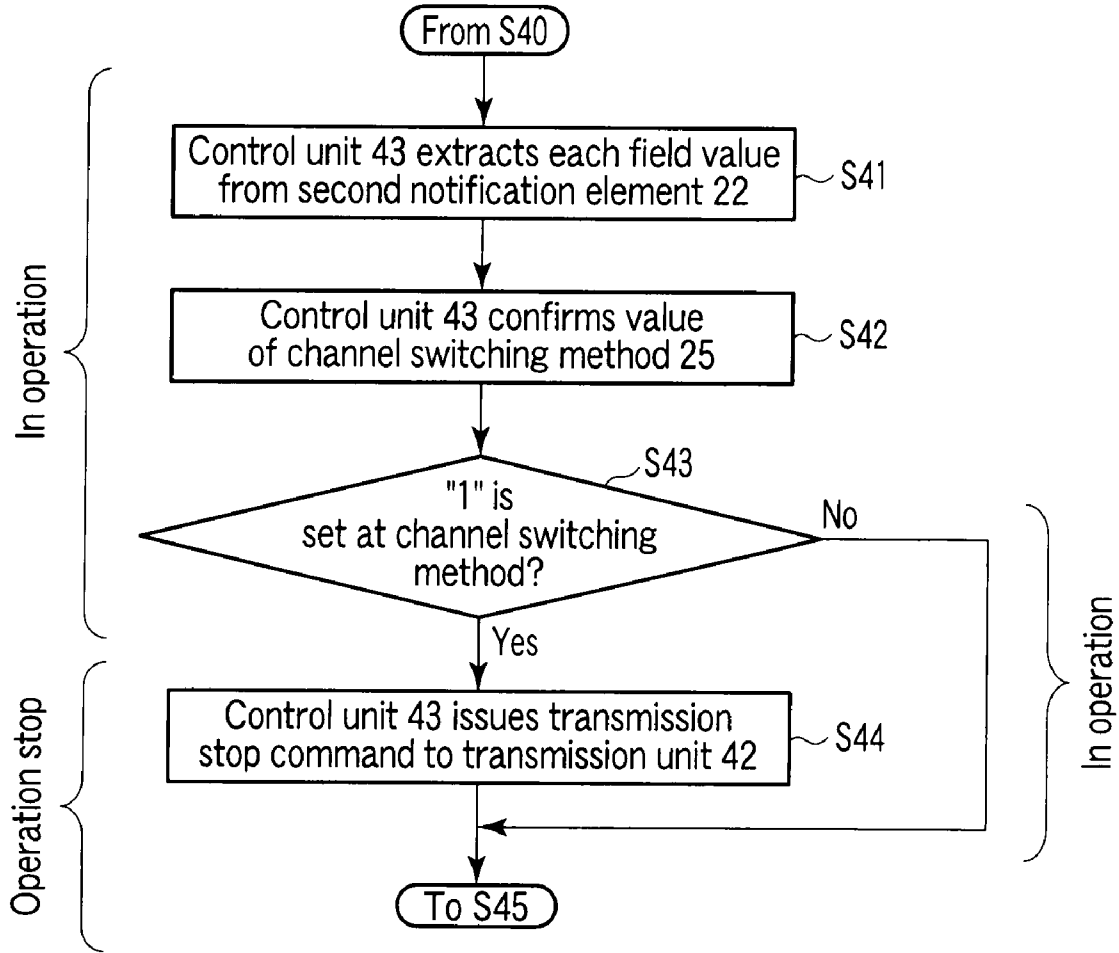 From S40
Control unit 43 extracts each field value
from second notification element 22
S41
Control unit 43 confirms value
of channel switching method 25
S42
In operation
S43
"1" is
set at channel switching
method?
No
Yes
In operation
Control unit 43 issues transmission
stop command to transmission unit 42
S44
Operation stop
To S45